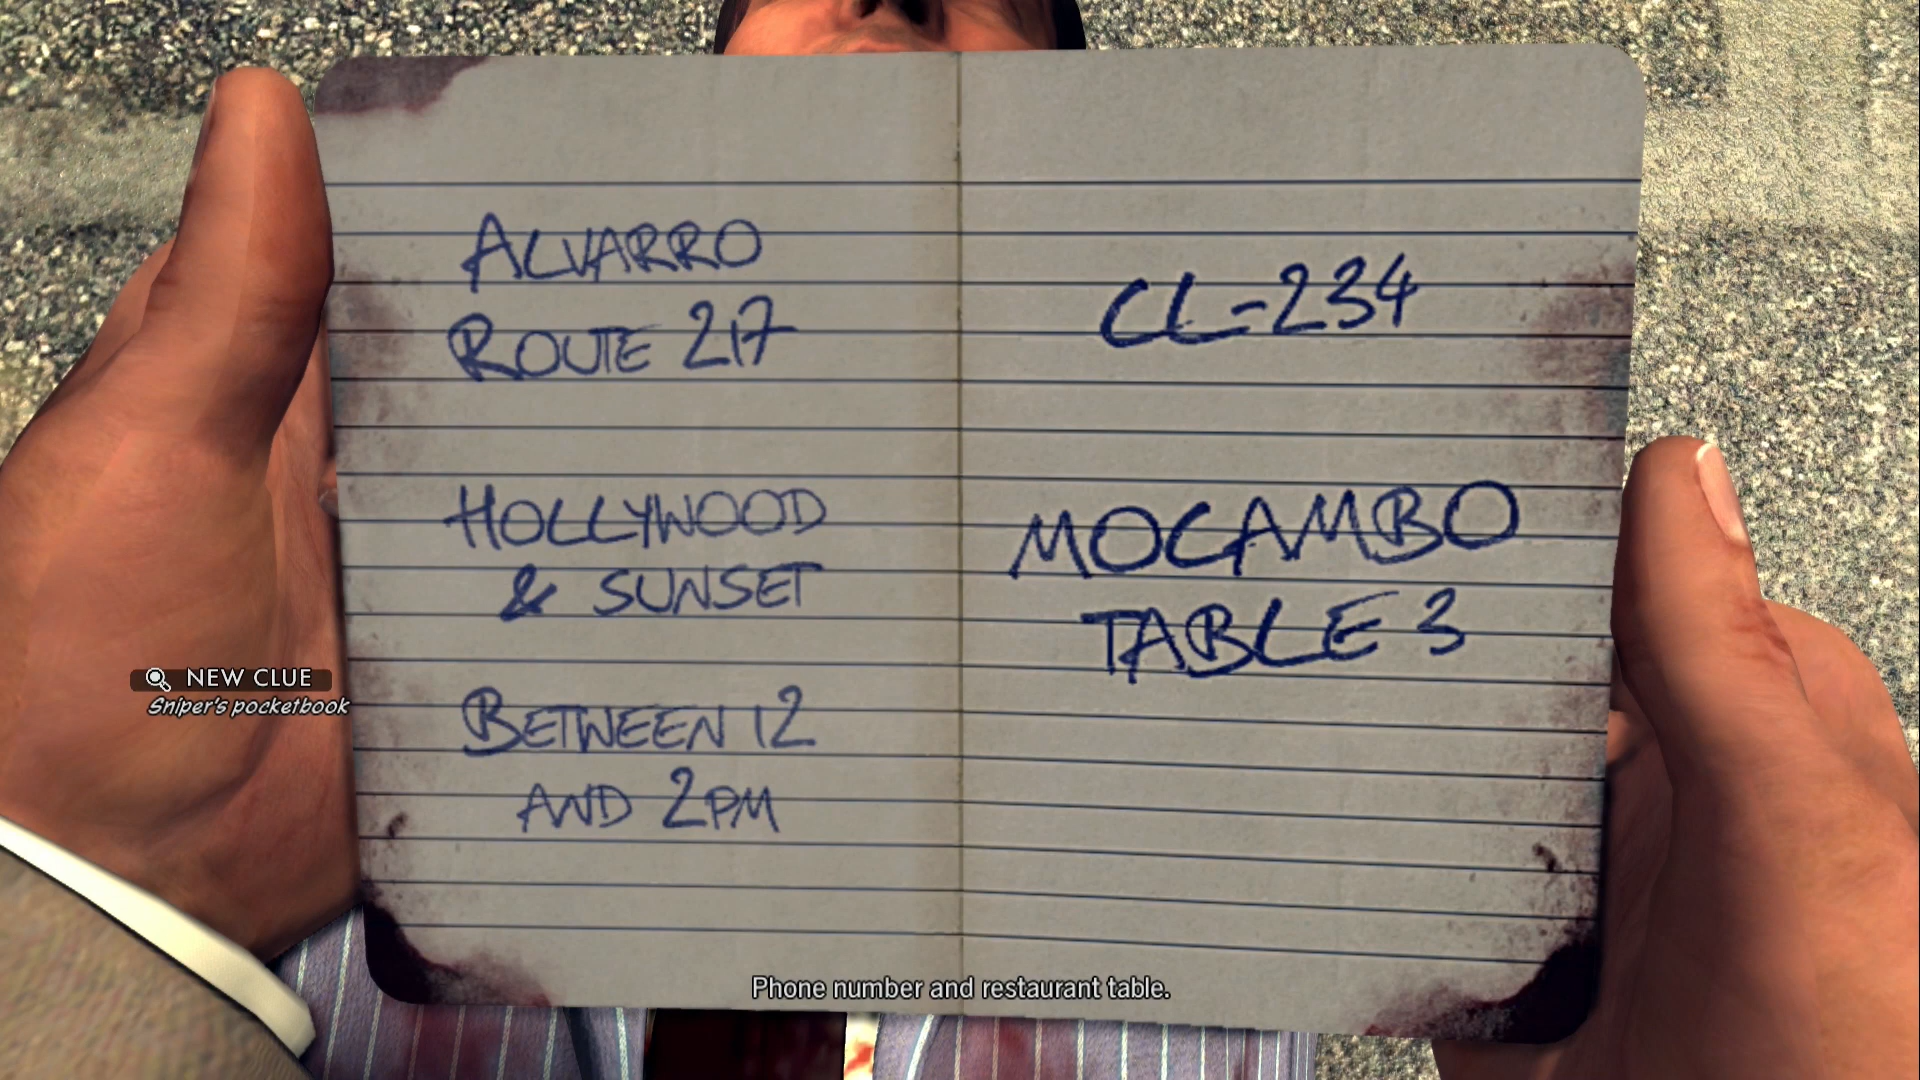 ALVARRO
ROUTE 217
HOLLYWOOD
& SUNSET
BETWEEN 12
AND 2PM
CL-234
MOCAMBO
TABLE 3
NEW CLUE
Sniper's pocketbook
Phone number and restaurant table.